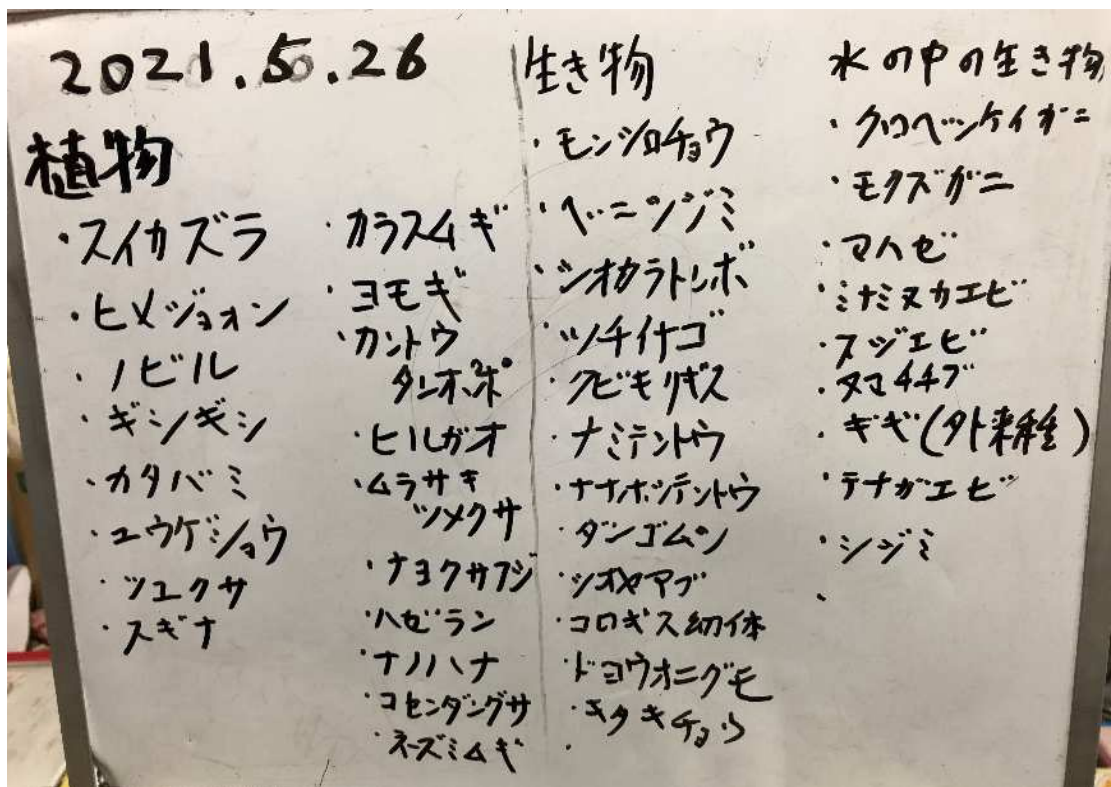 2021.5.26
植物
・スイカズラ
・ヒメジョオン
・ノビル
・ギシギシ
・カタバミ
・ユウゲショウ
・ツユクサ
・スギナ
・カラスムギ
・ヨモギ
・カントウ
タンポポ
・ヒルガオ
・ムラサキ
ツメクサ
・ナヨクサフジ
・ハゼラン
・ナノハナ
・コセンダングサ
・ネズミムギ
生き物
・モンシロチョウ
・ベニシジミ
・シオカラトンボ
・ツチイナゴ
・クビキリギス
・ナミテントウ
・ナナホシテントウ
・ダンゴムシ
・シオヤアブ
・コロギス幼体
・ドヨウオニグモ
・キタキチョウ
・
水の中の生き物
・クロベンケイガニ
・モクズガニ
・マハゼ
・ミナミヌカエビ
・スジエビ
・ヌマチチブ
・ギギ(外来種)
・テナガエビ
・シジミ
・